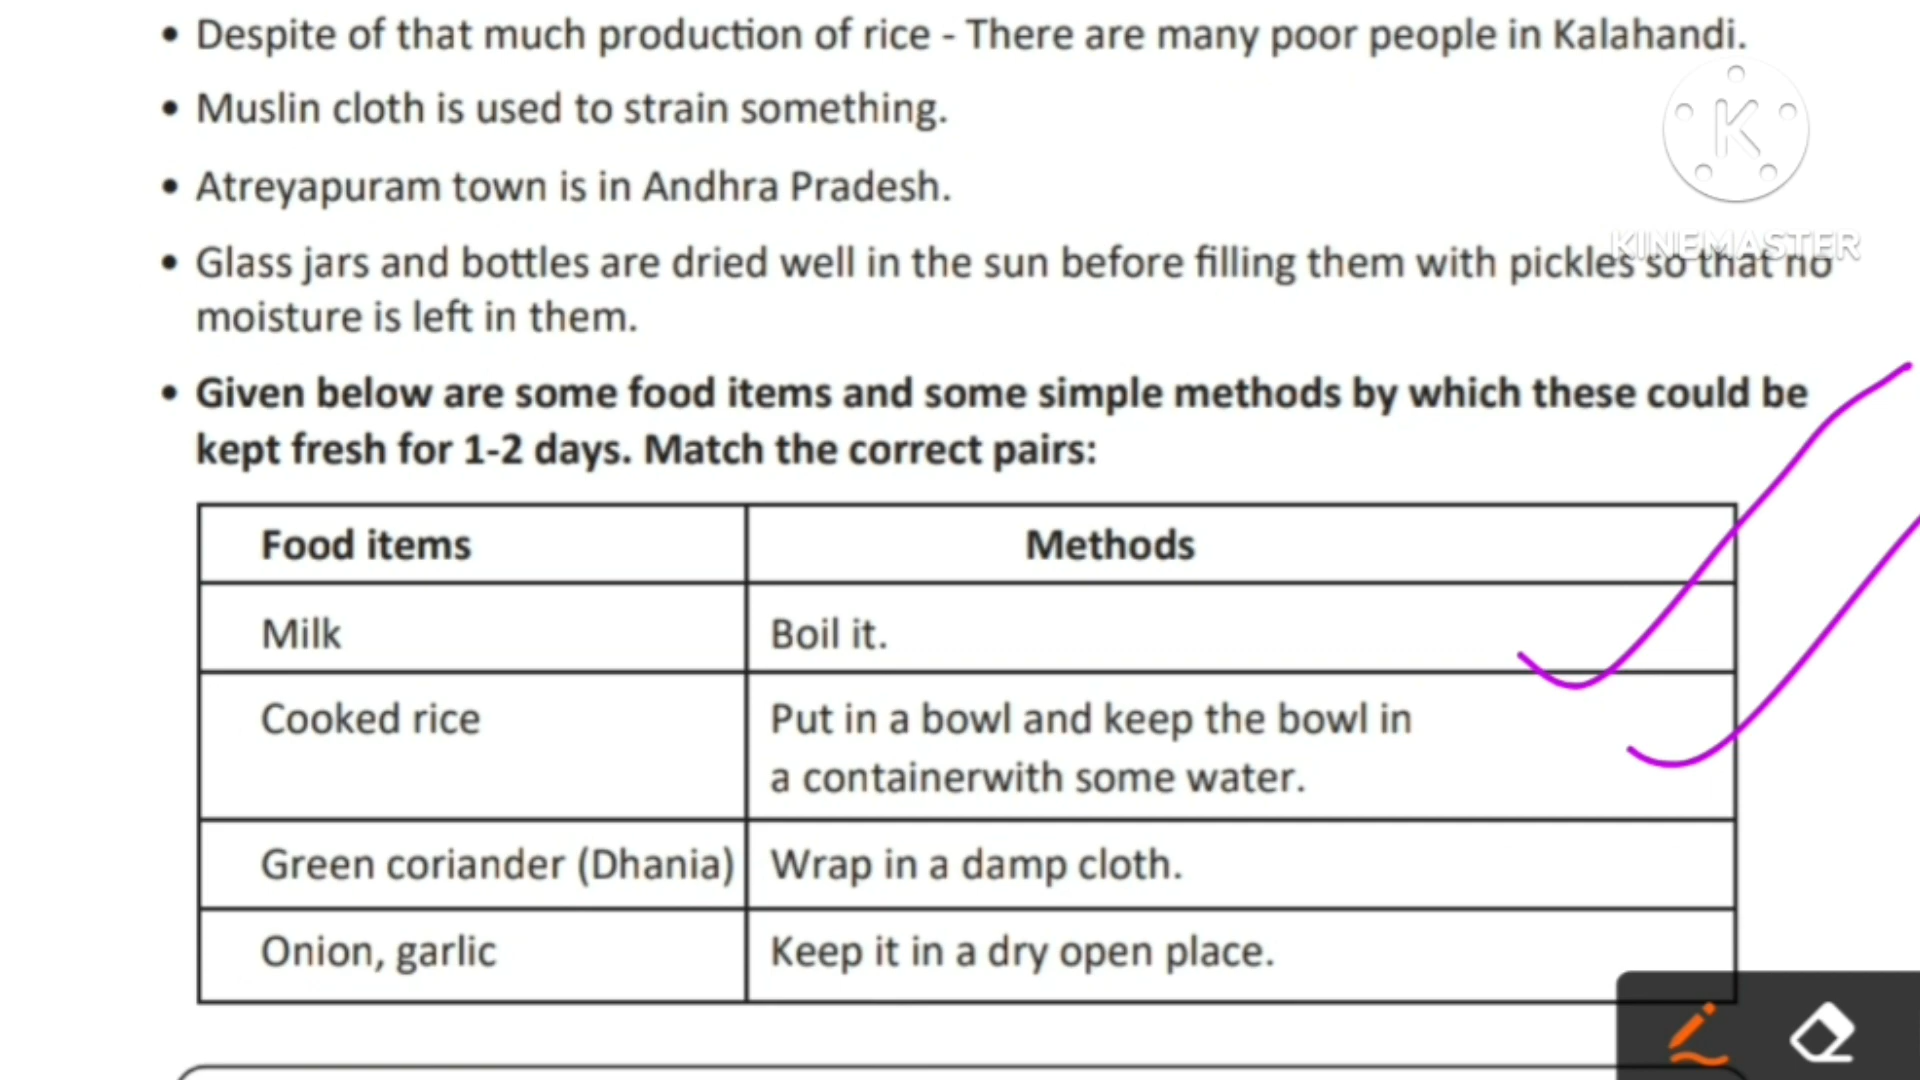 • Despite of that much production of rice - There are many poor people in Kalahandi.
• Muslin cloth is used to strain something.
• Atreyapuram town is in Andhra Pradesh.
K
KINEMASTER
• Glass jars and bottles are dried well in the sun before filling them with pickles so that no
moisture is left in them.
• Given below are some food items and some simple methods by which these could be
kept fresh for 1-2 days. Match the correct pairs:
Food items Methods
Milk Boil it.
Cooked rice Put in a bowl and keep the bowl in
a containerwith some water.
Green coriander (Dhania) Wrap in a damp cloth.
Onion, garlic Keep it in a dry open place.